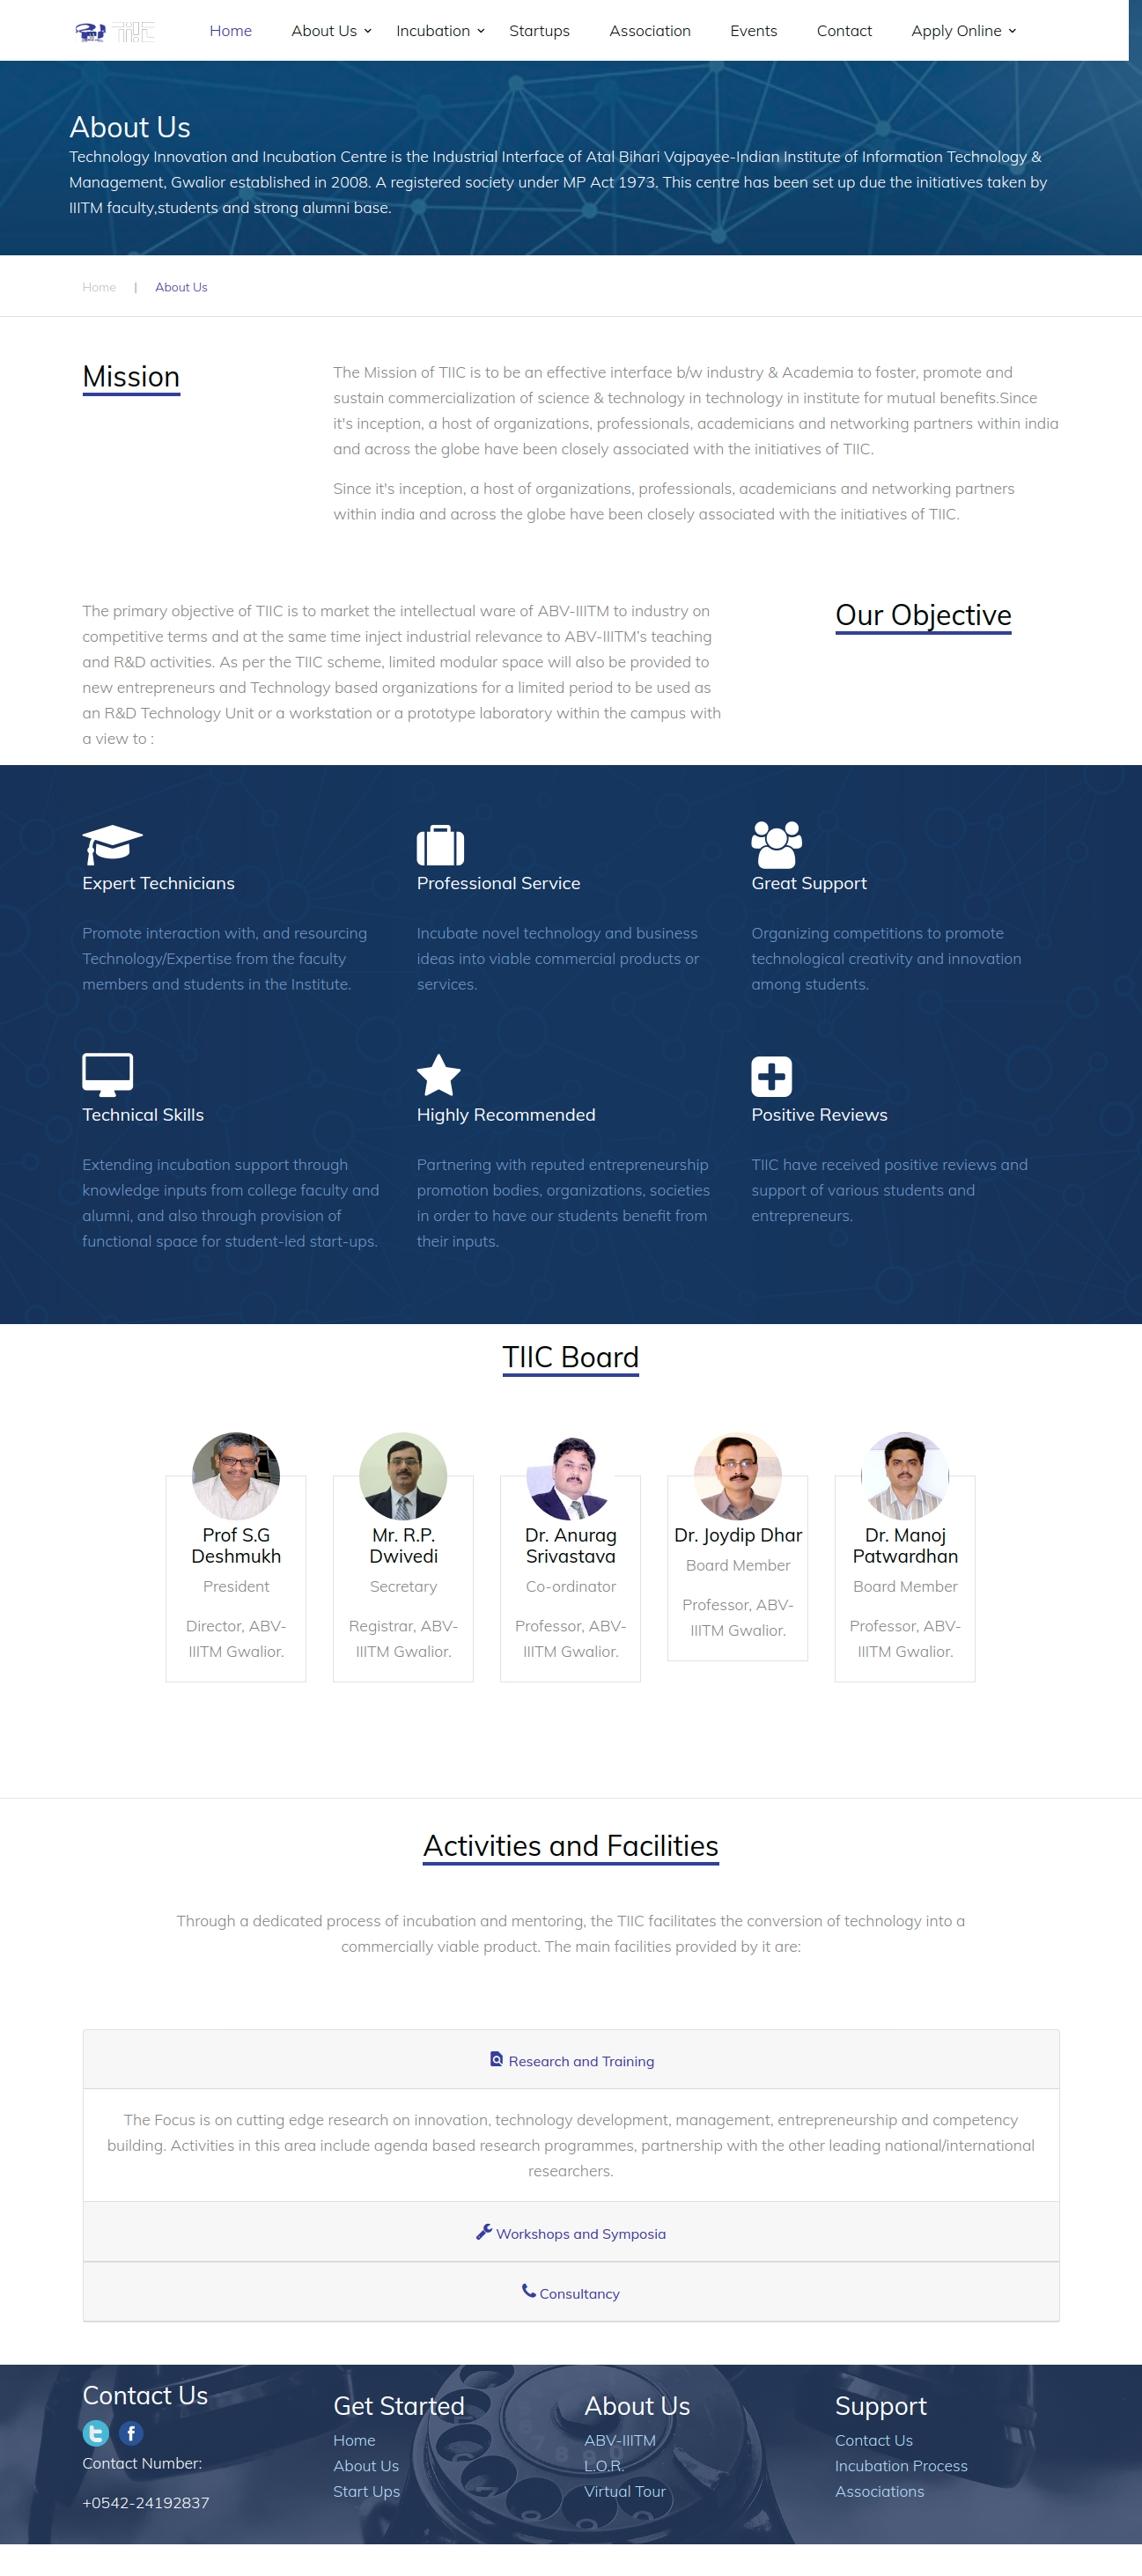 TIIC
Home
About Us
Incubation
Startups
Association
Events
Contact
Apply Online
About Us
Technology Innovation and Incubation Centre is the Industrial Interface of Atal Bihari Vajpayee-Indian Institute of Information Technology &
Management, Gwalior established in 2008. A registered society under MP Act 1973. This centre has been set up due the initiatives taken by
IIITM faculty,students and strong alumni base.
Home | About Us
Mission
The Mission of TIIC is to be an effective interface b/w industry & Academia to foster, promote and
sustain commercialization of science & technology in technology in institute for mutual benefits.Since
it's inception, a host of organizations, professionals, academicians and networking partners within india
and across the globe have been closely associated with the initiatives of TIIC.
Since it's inception, a host of organizations, professionals, academicians and networking partners
within india and across the globe have been closely associated with the initiatives of TIIC.
The primary objective of TIIC is to market the intellectual ware of ABV-IIITM to industry on
competitive terms and at the same time inject industrial relevance to ABV-IIITM’s teaching
and R&D activities. As per the TIIC scheme, limited modular space will also be provided to
new entrepreneurs and Technology based organizations for a limited period to be used as
an R&D Technology Unit or a workstation or a prototype laboratory within the campus with
a view to :
Our Objective
Expert Technicians
Promote interaction with, and resourcing
Technology/Expertise from the faculty
members and students in the Institute.
Professional Service
Incubate novel technology and business
ideas into viable commercial products or
services.
Great Support
Organizing competitions to promote
technological creativity and innovation
among students.
Technical Skills
Extending incubation support through
knowledge inputs from college faculty and
alumni, and also through provision of
functional space for student-led start-ups.
Highly Recommended
Partnering with reputed entrepreneurship
promotion bodies, organizations, societies
in order to have our students benefit from
their inputs.
Positive Reviews
TIIC have received positive reviews and
support of various students and
entrepreneurs.
TIIC Board
Prof S.G
Deshmukh
President
Director, ABV-
IIITM Gwalior.
Mr. R.P.
Dwivedi
Secretary
Registrar, ABV-
IIITM Gwalior.
Dr. Anurag
Srivastava
Co-ordinator
Professor, ABV-
IIITM Gwalior.
Dr. Joydip Dhar
Board Member
Professor, ABV-
IIITM Gwalior.
Dr. Manoj
Patwardhan
Board Member
Professor, ABV-
IIITM Gwalior.
Activities and Facilities
Through a dedicated process of incubation and mentoring, the TIIC facilitates the conversion of technology into a
commercially viable product. The main facilities provided by it are:
Research and Training
The Focus is on cutting edge research on innovation, technology development, management, entrepreneurship and competency
building. Activities in this area include agenda based research programmes, partnership with the other leading national/international
researchers.
Workshops and Symposia
Consultancy
Contact Us
Contact Number:
+0542-24192837
Get Started
Home
About Us
Start Ups
About Us
ABV-IIITM
L.O.R.
Virtual Tour
Support
Contact Us
Incubation Process
Associations